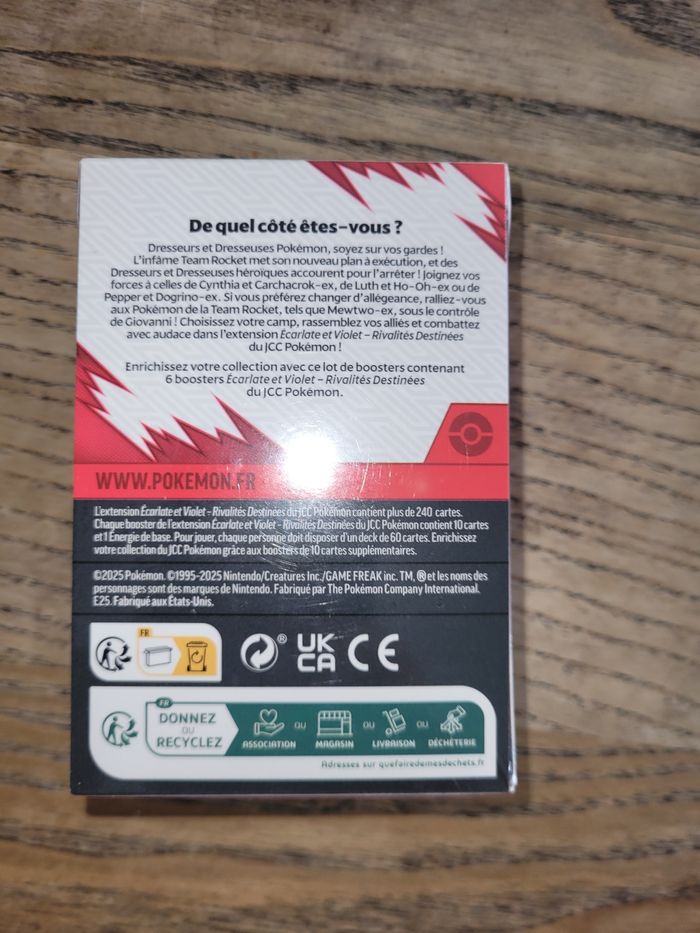 De quel côté êtes-vous ?
Dresseurs et Dresseuses Pokémon, soyez sur vos gardes !
L'infâme Team Rocket met son nouveau plan à exécution, et des
Dresseurs et Dresseuses héroïques accourent pour l'arrêter ! Joignez vos
forces à celles de Cynthia et Carchacrok-ex, de Luth et Ho-Oh-ex ou de
Pepper et Dogrino-ex. Si vous préférez changer d'allégeance, ralliez-vous
aux Pokémon de la Team Rocket, tels que Mewtwo-ex, sous le contrôle
de Giovanni ! Choisissez votre camp, rassemblez vos alliés et combattez
avec audace dans l'extension Écarlate et Violet – Rivalités Destinées
du JCC Pokémon !
Enrichissez votre collection avec ce lot de boosters contenant
6 boosters Écarlate et Violet – Rivalités Destinées
du JCC Pokémon.
WWW.POKEMON.FR
L'extension Écarlate et Violet – Rivalités Destinées du JCC Pokémon contient plus de 240 cartes.
Chaque booster de l'extension Écarlate et Violet – Rivalités Destinées du JCC Pokémon contient 10 cartes
et 1 Énergie de base. Pour jouer, chaque personne doit disposer d'un deck de 60 cartes. Enrichissez
votre collection du JCC Pokémon grâce aux boosters de 10 cartes supplémentaires.
©2025 Pokémon. ©1995-2025 Nintendo/Creatures Inc./GAME FREAK inc. TM, ® et les noms des
personnages sont des marques de Nintendo. Fabriqué par The Pokémon Company International.
E25 Fabriqué aux États-Unis.
FR
® UK CA CE
FR
DONNEZ
OU
RECYCLEZ
ASSOCIATION OU MAGASIN OU LIVRAISON OU DÉCHÈTERIE
Adresses sur quefairedemesdechets.fr